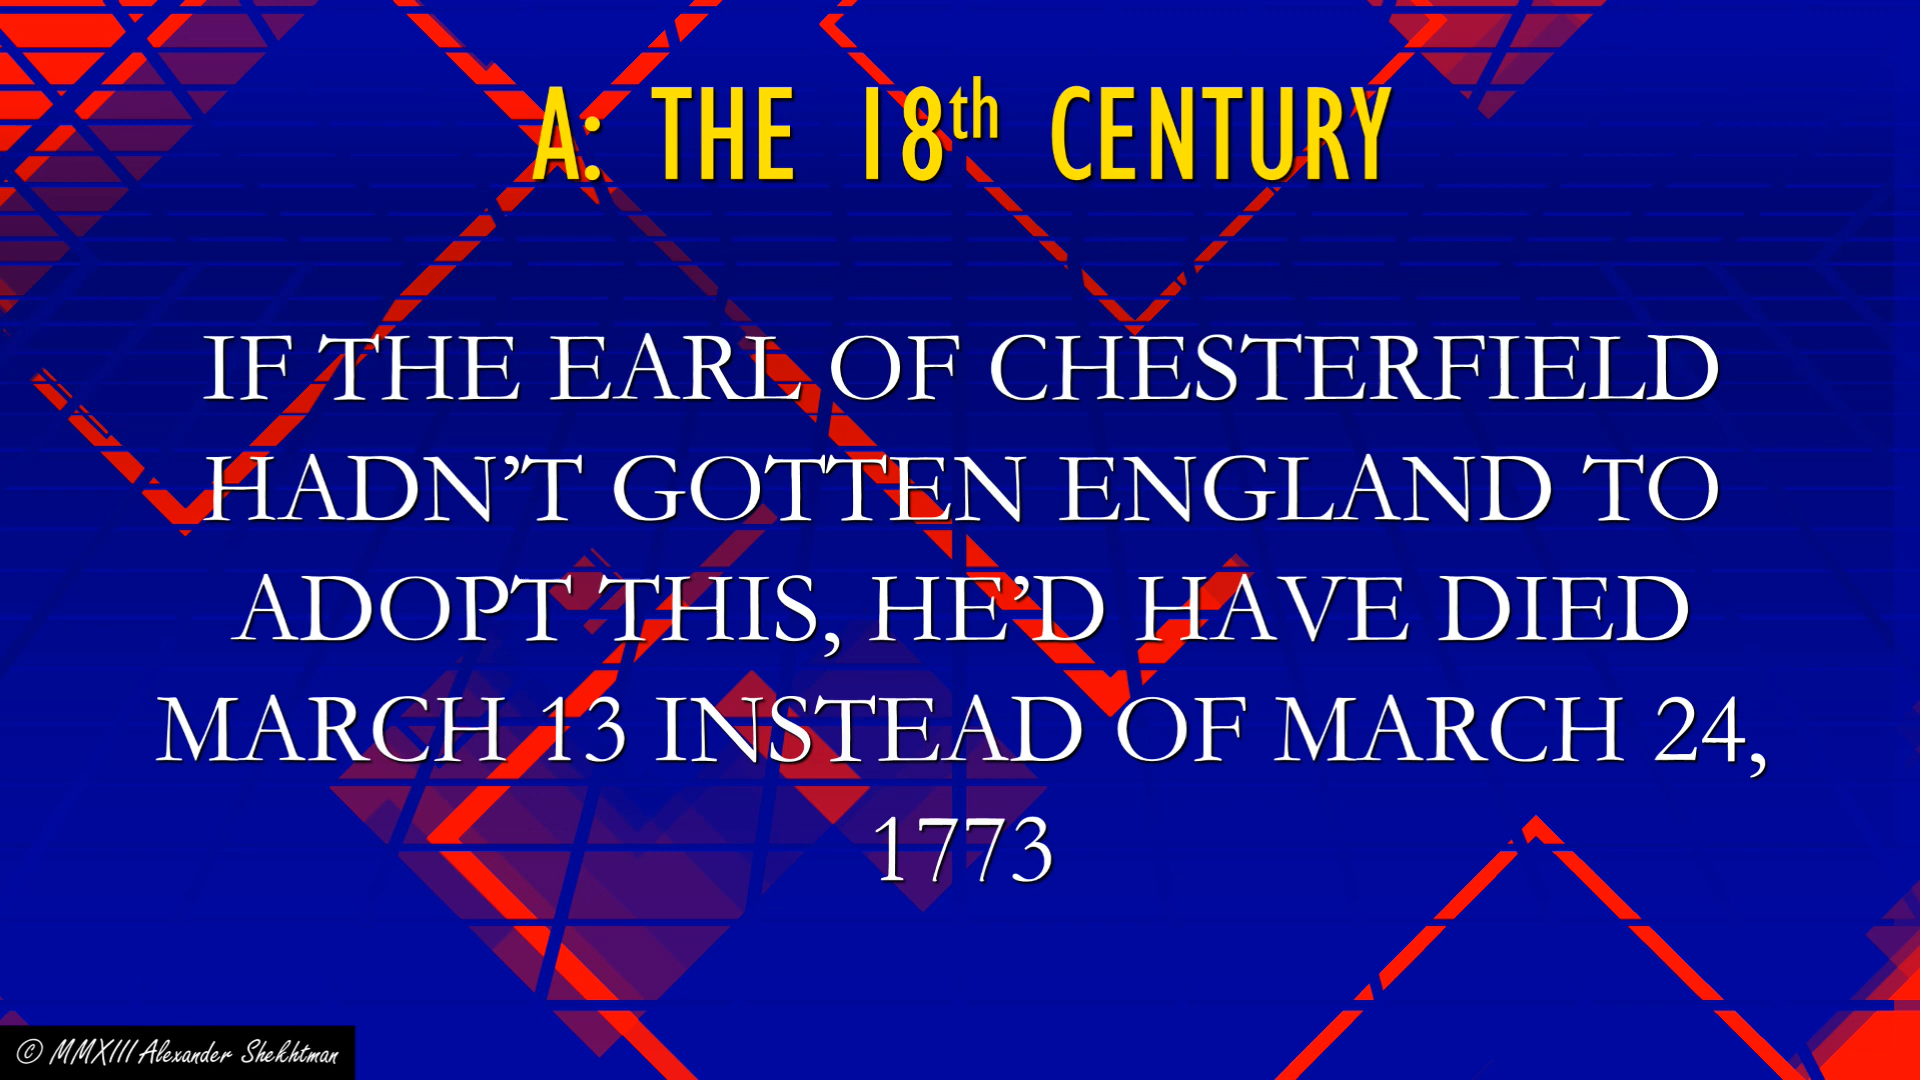 A: THE 18th CENTURY
IF THE EARL OF CHESTERFIELD
HADN’T GOTTEN ENGLAND TO
ADOPT THIS, HE’D HAVE DIED
MARCH 13 INSTEAD OF MARCH 24,
1773
© MMXIII Alexander Shekhtman